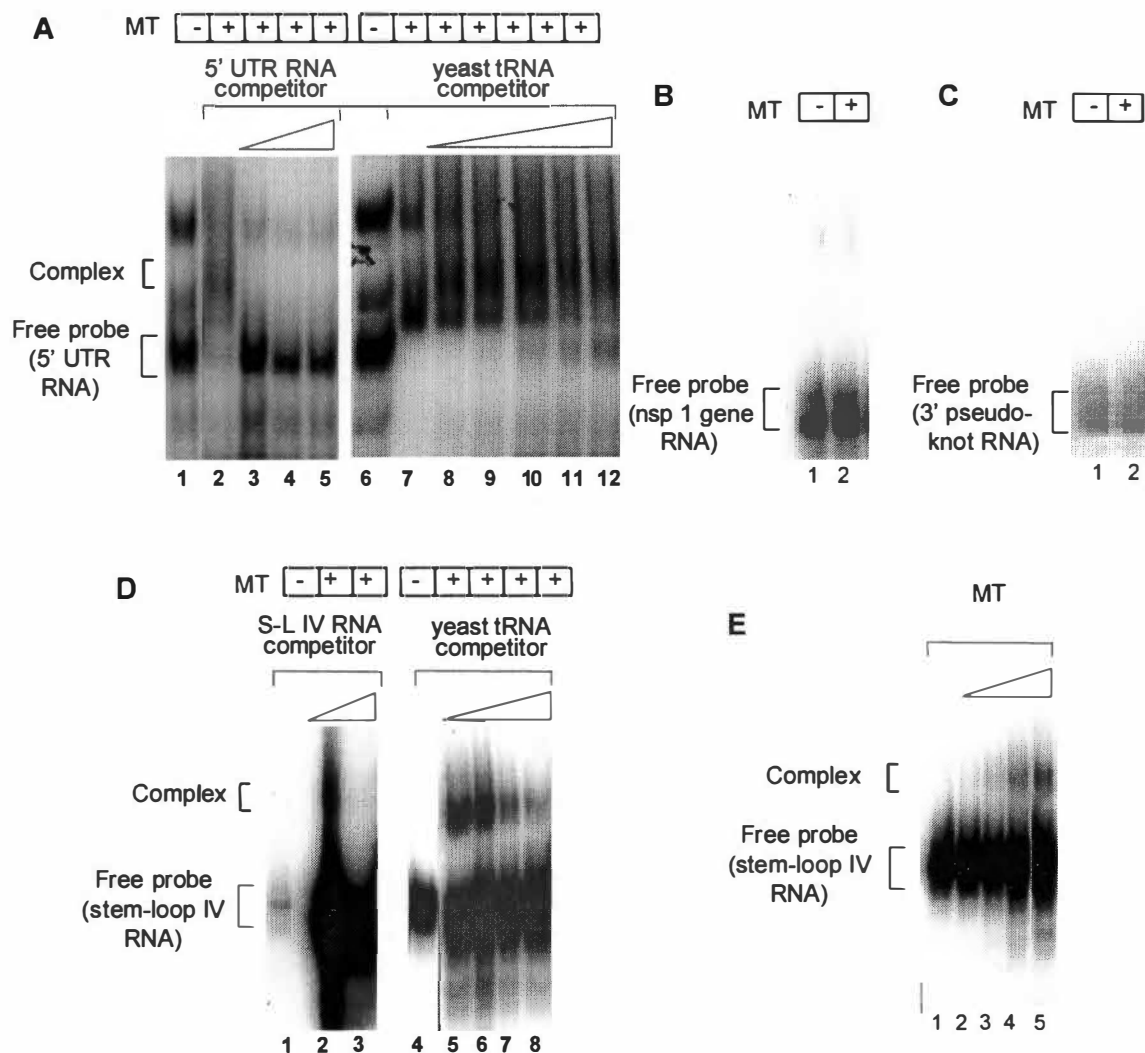 A
MT - + + + + - + + + + + +
5' UTR RNA
competitor
yeast tRNA
competitor
Complex
Free probe
(5' UTR
RNA)
1 2 3 4 5 6 7 8 9 10 11 12
B
MT - +
Free probe
(nsp 1 gene
RNA)
1 2
C
MT - +
Free probe
(3' pseudo-
knot RNA)
1 2
D
MT - + + - + + + +
S-L IV RNA
competitor
yeast tRNA
competitor
Complex
Free probe
(stem-loop IV
RNA)
1 2 3 4 5 6 7 8
E
MT
Complex
Free probe
(stem-loop IV
RNA)
1 2 3 4 5